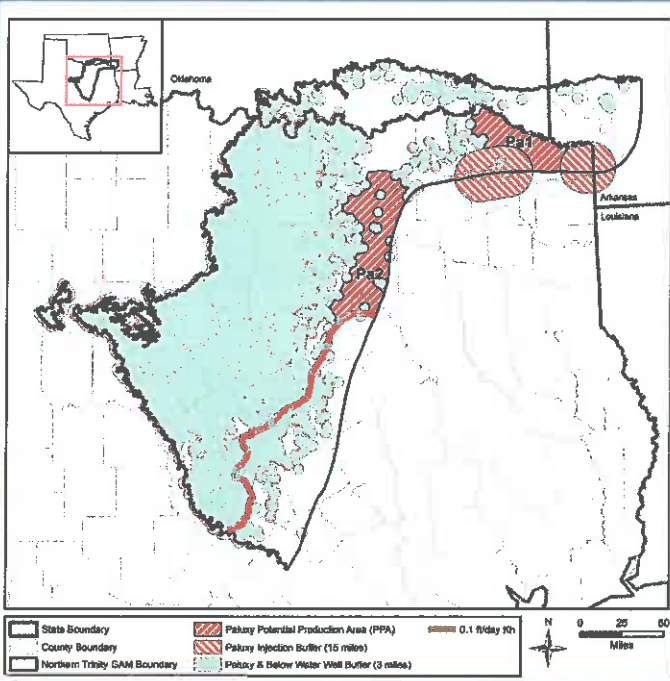 Oklahoma
Pa1
Arkansas
Louisiana
Pa2
State Boundary
County Boundary
Northern Trinity GAM Boundary
Paluxy Potential Production Area (PPA)
Paluxy Injection Buffer (15 miles)
Paluxy & Below Water Well Buffer (3 miles)
0.1 ft/day Kh
N
0 25 50
Miles